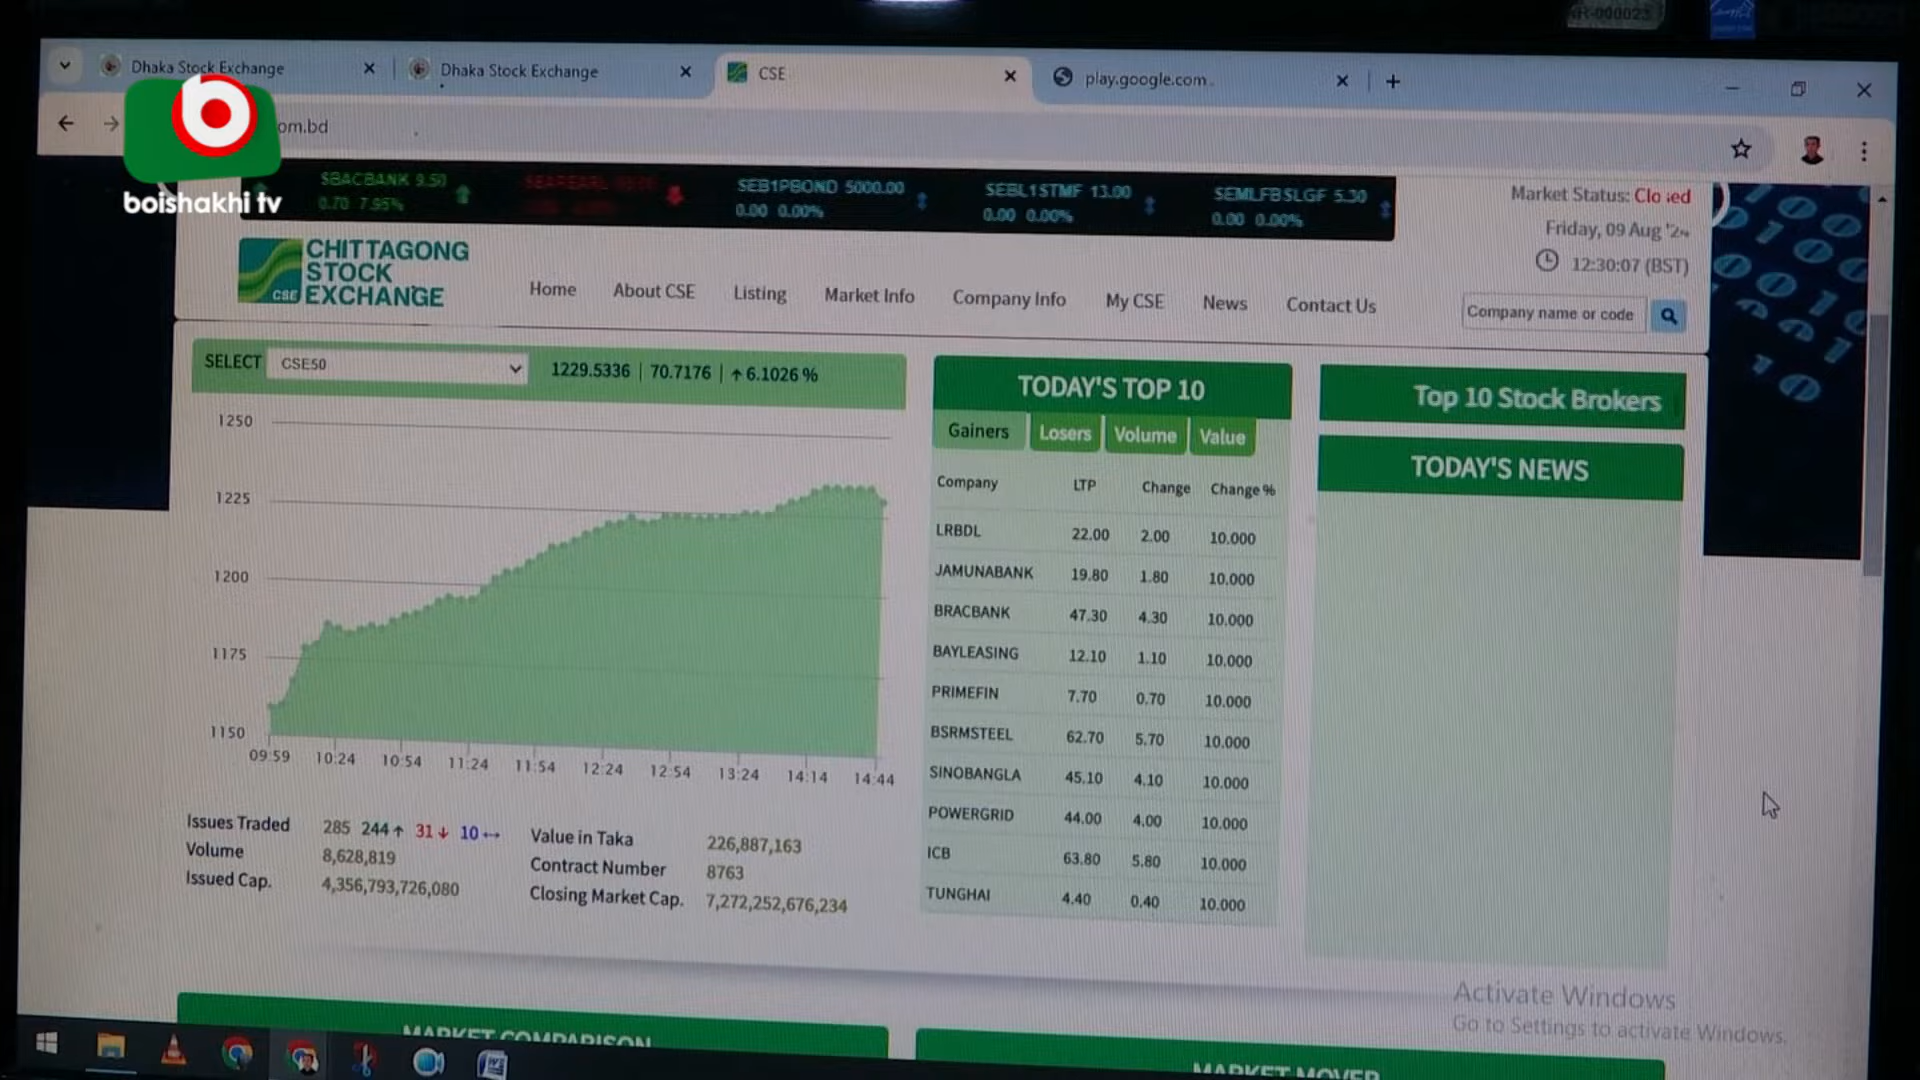 AR-000023
Dhaka Stock Exchange
Dhaka Stock Exchange
CSE
play.google.com
om.bd
b
boishakhi tv
SBACBANK 9.50
0.70 7.95%
SEB1PBOND 5000.00
0.00 0.00%
SEBL1STMF 13.00
0.00 0.00%
SEMLFBSLGF 5.30
0.00 0.00%
Market Status: Closed
Friday, 09 Aug
12:30:07 (BST)
CSE
CHITTAGONG
STOCK
EXCHANGE
Home About CSE Listing Market Info Company Info My CSE News Contact Us
Company name or code
SELECT CSE50 1229.5336 | 70.7176 | ↑ 6.1026 %
1250
1225
1200
1175
1150
09:59 10:24 10:54 11:24 11:54 12:24 12:54 13:24 14:14 14:44
Issues Traded 285 244↑ 31↓ 10↔
Volume 8,628,819
Issued Cap. 4,356,793,726,080
Value in Taka 226,887,163
Contract Number 8763
Closing Market Cap. 7,272,252,676,234
TODAY'S TOP 10
Gainers Losers Volume Value
Company LTP Change Change %
LRBDL 22.00 2.00 10.000
JAMUNABANK 19.80 1.80 10.000
BRACBANK 47.30 4.30 10.000
BAYLEASING 12.10 1.10 10.000
PRIMEFIN 7.70 0.70 10.000
BSRMSTEEL 62.70 5.70 10.000
SINOBANGLA 45.10 4.10 10.000
POWERGRID 44.00 4.00 10.000
ICB 63.80 5.80 10.000
TUNGHAI 4.40 0.40 10.000
Top 10 Stock Brokers
TODAY'S NEWS
Activate Windows
Go to Settings to activate Windows.
MARKET COMPARISON
MARKET MOVER